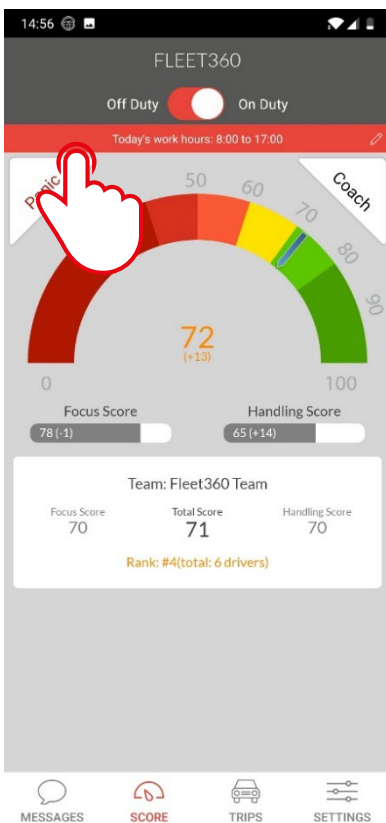 14:56
FLEET360
Off Duty On Duty
Today's work hours: 8:00 to 17:00
Panic
Coach
50
60
70
80
90
72
(+13)
0
100
Focus Score Handling Score
78 (-1) 65 (+14)
Team: Fleet360 Team
Focus Score Total Score Handling Score
70 71 70
Rank: #4(total: 6 drivers)
MESSAGES SCORE TRIPS SETTINGS